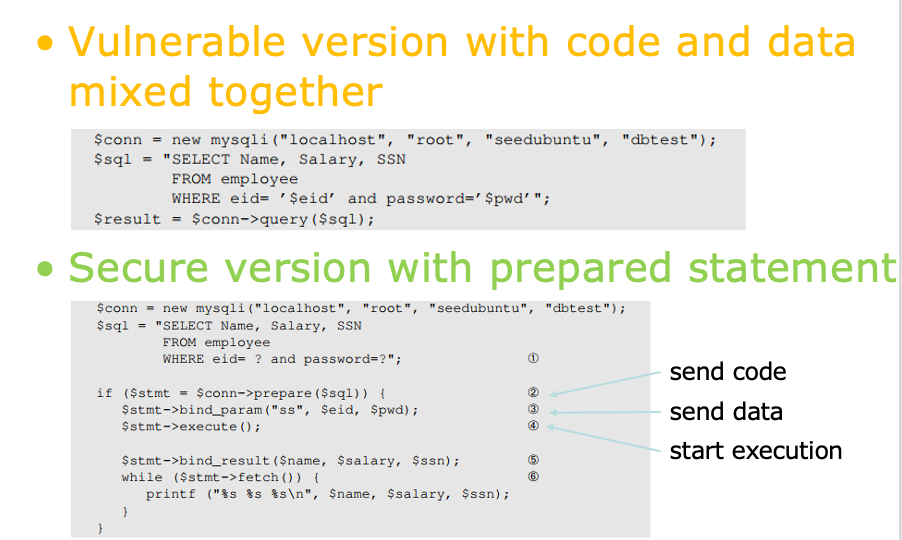 • Vulnerable version with code and data
mixed together
$conn = new mysqli("localhost", "root", "seedubuntu", "dbtest");
$sql = "SELECT Name, Salary, SSN
FROM employee
WHERE eid= ’$eid’ and password=’$pwd’";
$result = $conn->query($sql);
• Secure version with prepared statement
$conn = new mysqli("localhost", "root", "seedubuntu", "dbtest");
$sql = "SELECT Name, Salary, SSN
FROM employee
WHERE eid= ? and password=?"; ①
if ($stmt = $conn->prepare($sql)) { ②
$stmt->bind_param("ss", $eid, $pwd); ③
$stmt->execute(); ④
$stmt->bind_result($name, $salary, $ssn); ⑤
while ($stmt->fetch()) { ⑥
printf ("%s %s %s\n", $name, $salary, $ssn);
}
}
send code
send data
start execution